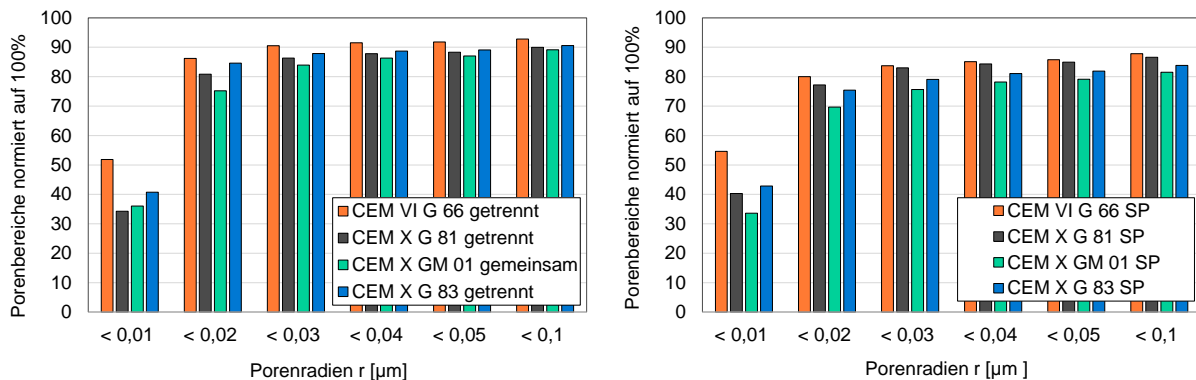 Porenbereiche normiert auf 100%
100
90
80
70
60
50
40
30
20
10
0
CEM VI G 66 getrennt
CEM X G 81 getrennt
CEM X GM 01 gemeinsam
CEM X G 83 getrennt
< 0,01 < 0,02 < 0,03 < 0,04 < 0,05 < 0,1
Porenradien r [µm]
Porenbereiche normiert auf 100%
100
90
80
70
60
50
40
30
20
10
0
CEM VI G 66 SP
CEM X G 81 SP
CEM X GM 01 SP
CEM X G 83 SP
< 0,01 < 0,02 < 0,03 < 0,04 < 0,05 < 0,1
Porenradien r [µm ]